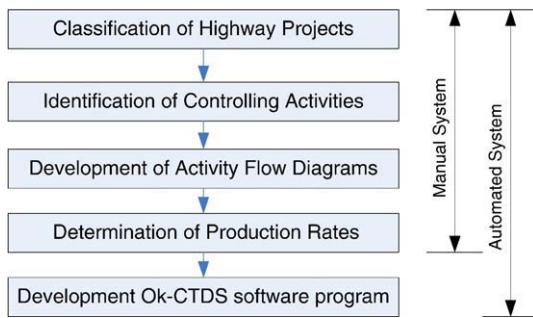 Classification of Highway Projects
Identification of Controlling Activities
Development of Activity Flow Diagrams
Determination of Production Rates
Development Ok-CTDS software program
Manual System
Automated System